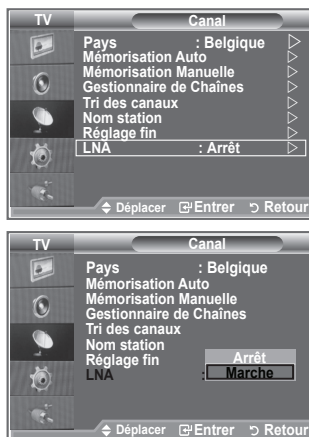 TV Canal
Pays : Belgique
Mémorisation Auto
Mémorisation Manuelle
Gestionnaire de Chaînes
Tri des canaux
Nom station
Réglage fin
LNA : Arrêt
Déplacer Entrer Retour
TV Canal
Pays : Belgique
Mémorisation Auto
Mémorisation Manuelle
Gestionnaire de Chaînes
Tri des canaux
Nom station
Réglage fin Arrêt
LNA : Marche
Déplacer Entrer Retour